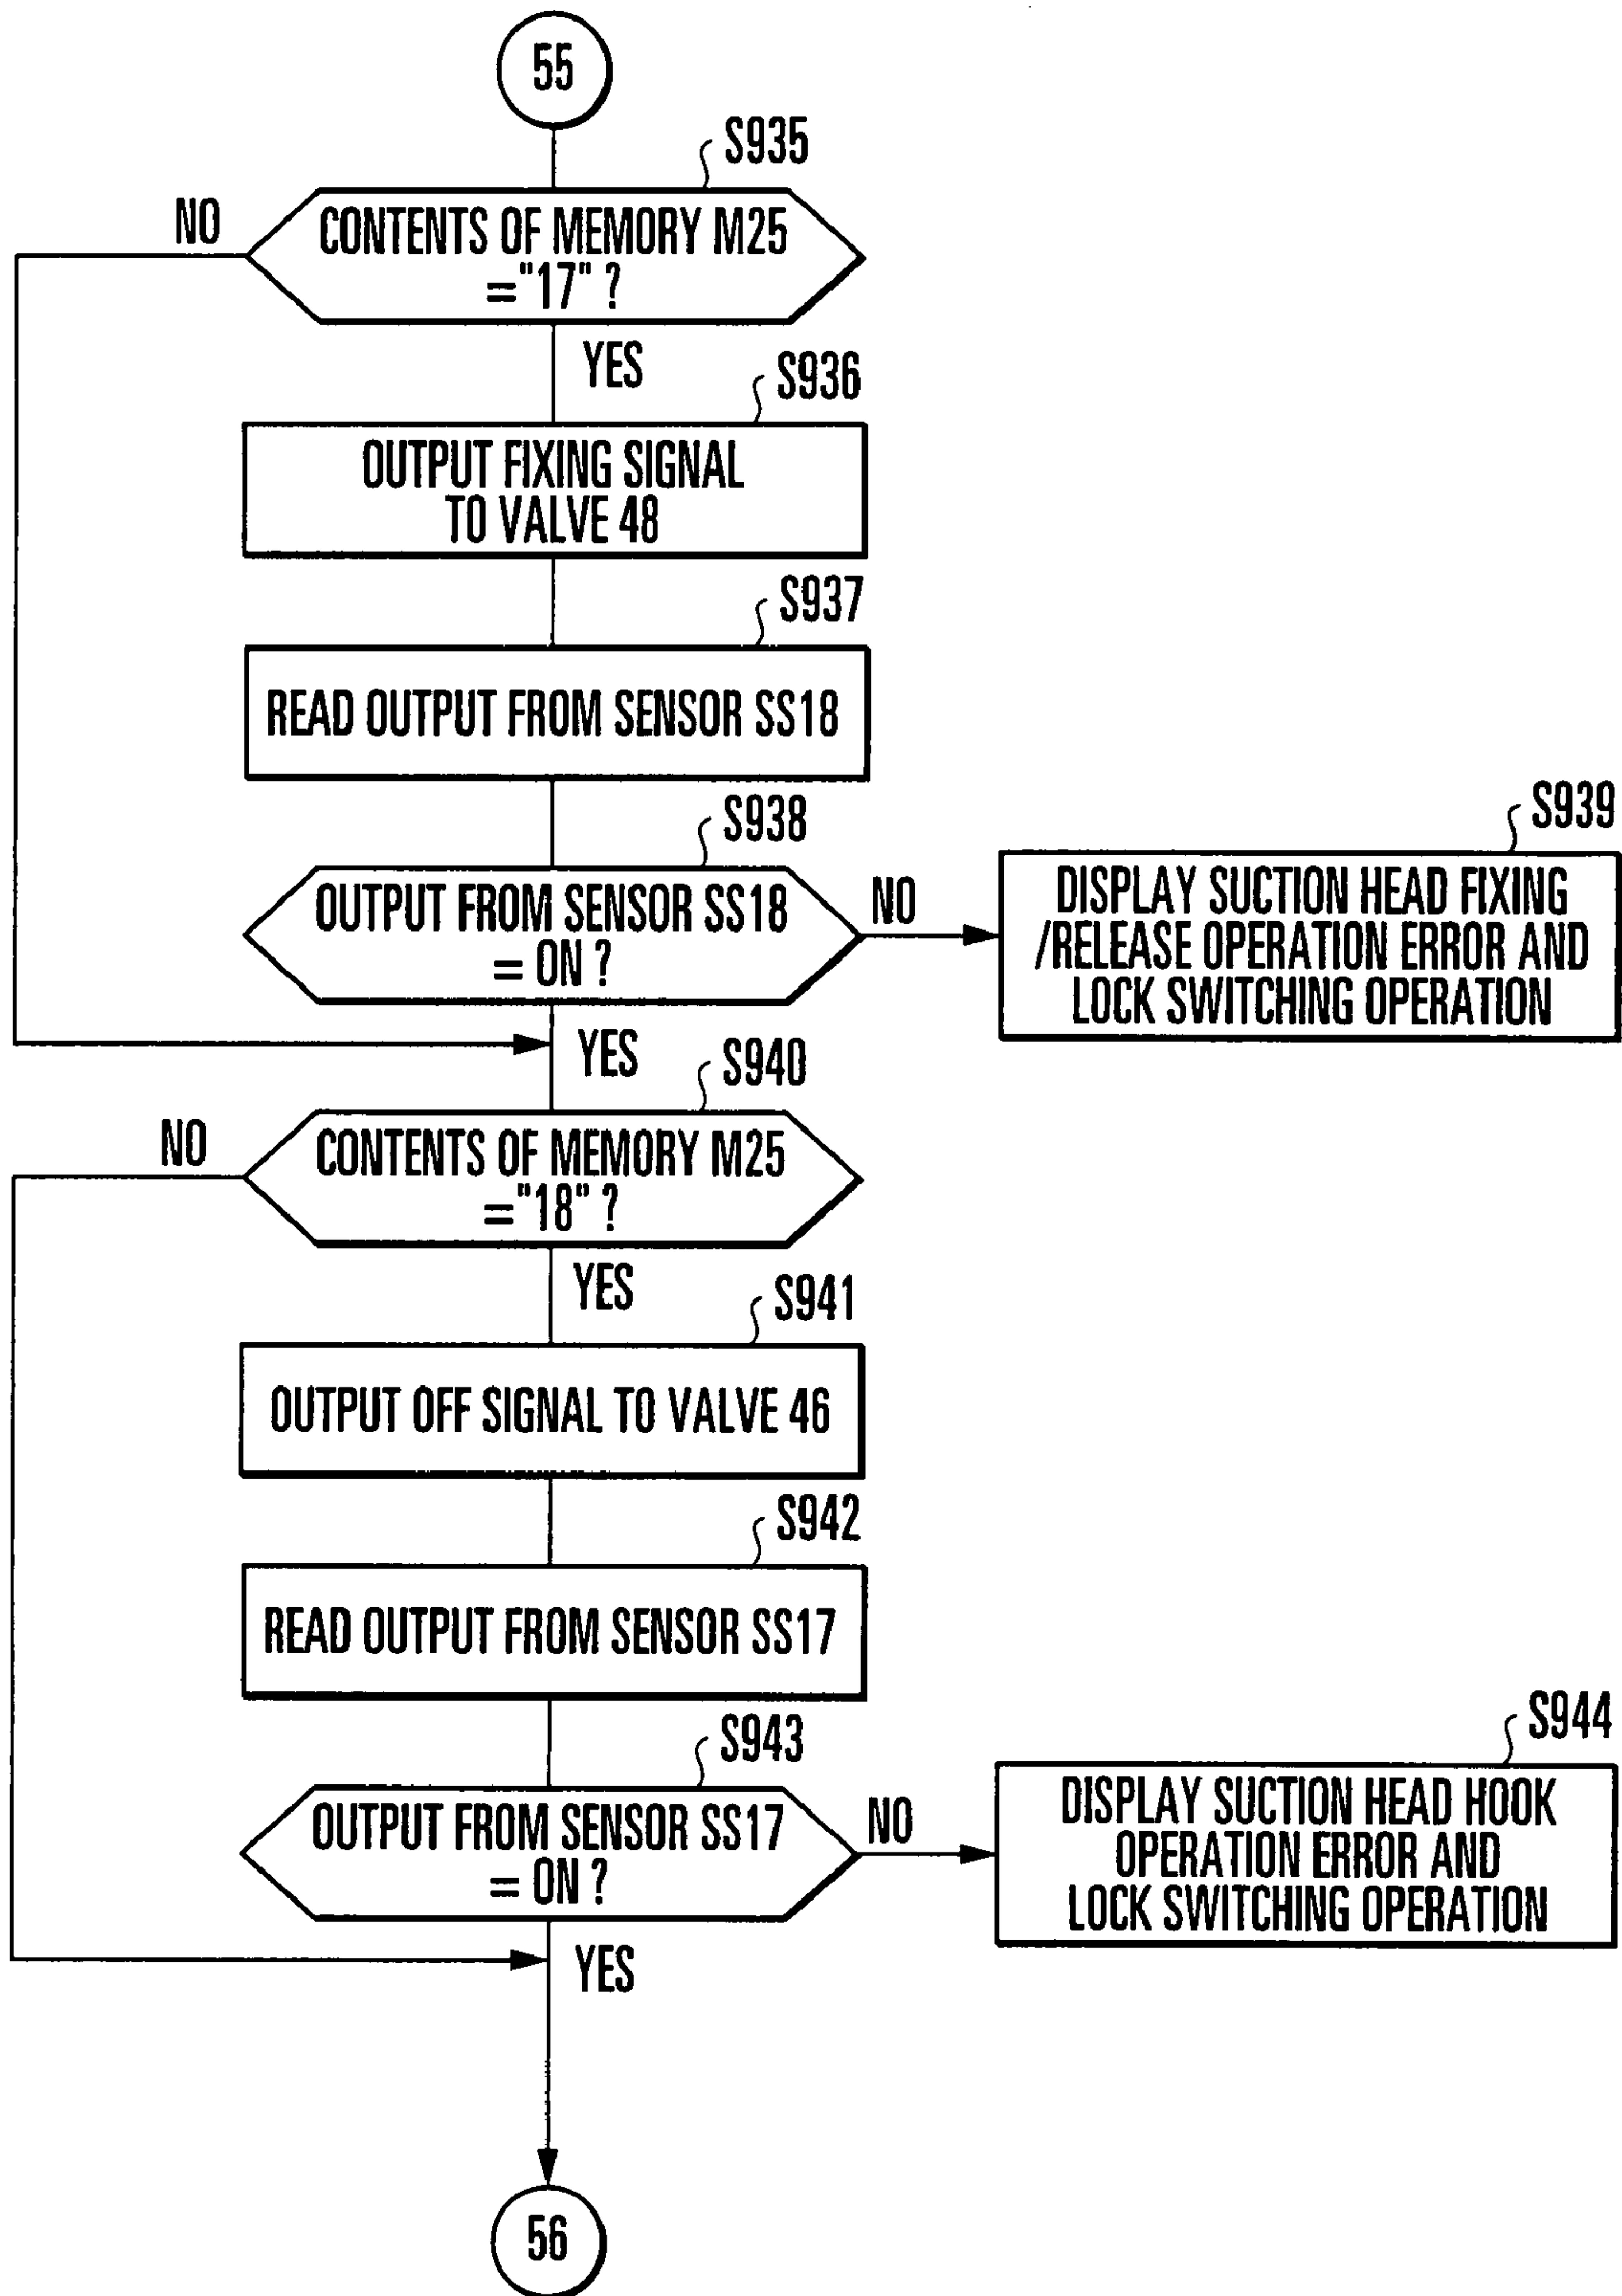 55
S935
NO
CONTENTS OF MEMORY M25
="17" ?
YES
S936
OUTPUT FIXING SIGNAL
TO VALVE 48
S937
READ OUTPUT FROM SENSOR SS18
S938
OUTPUT FROM SENSOR SS18
= ON ?
NO
S939
DISPLAY SUCTION HEAD FIXING
/RELEASE OPERATION ERROR AND
LOCK SWITCHING OPERATION
YES
S940
NO
CONTENTS OF MEMORY M25
="18" ?
YES
S941
OUTPUT OFF SIGNAL TO VALVE 46
S942
READ OUTPUT FROM SENSOR SS17
S943
OUTPUT FROM SENSOR SS17
= ON ?
NO
S944
DISPLAY SUCTION HEAD HOOK
OPERATION ERROR AND
LOCK SWITCHING OPERATION
YES
56